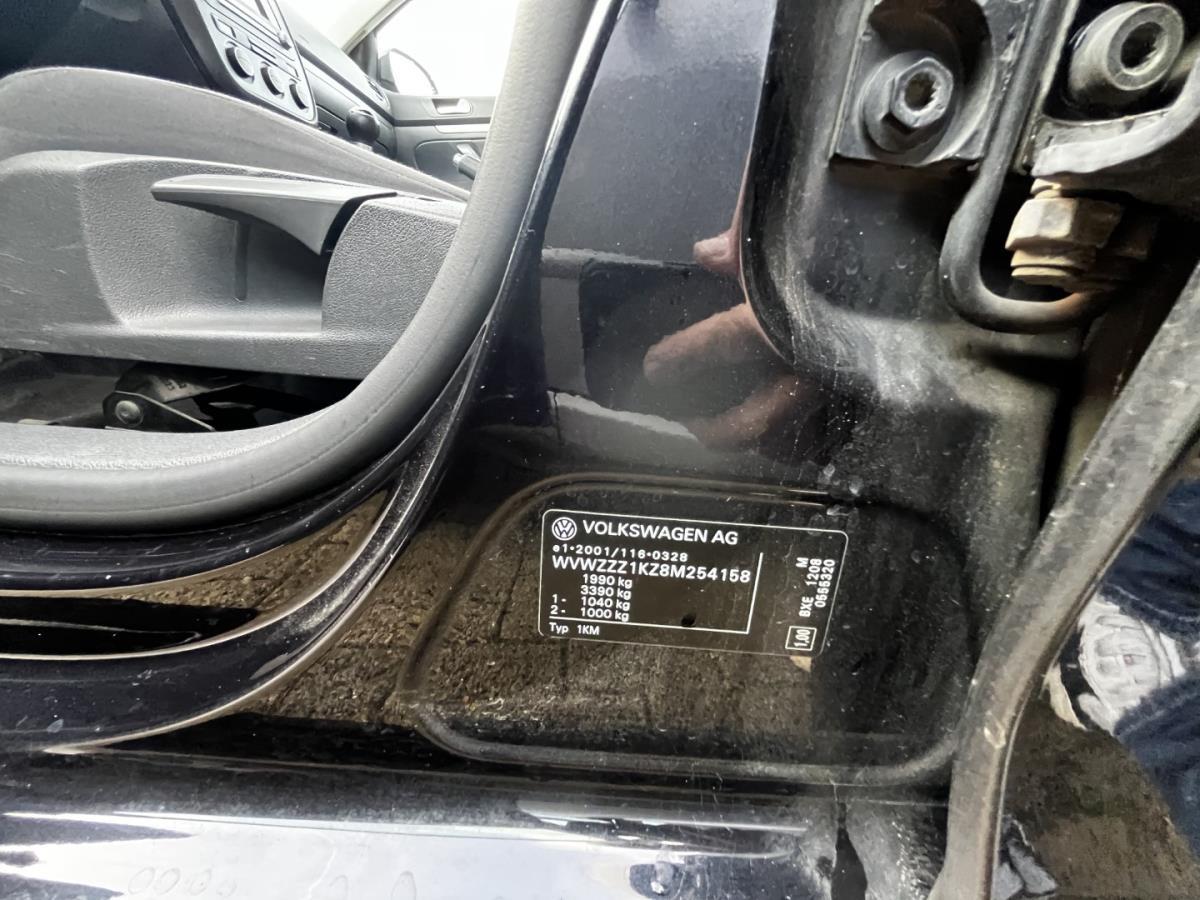 VOLKSWAGEN AG
e1*2001/116*0328
WVWZZZ1KZ8M254158
1990 kg
3390 kg
1- 1040 kg
2- 1000 kg
Typ 1KM
M
BXE 1208
0555320
1,00